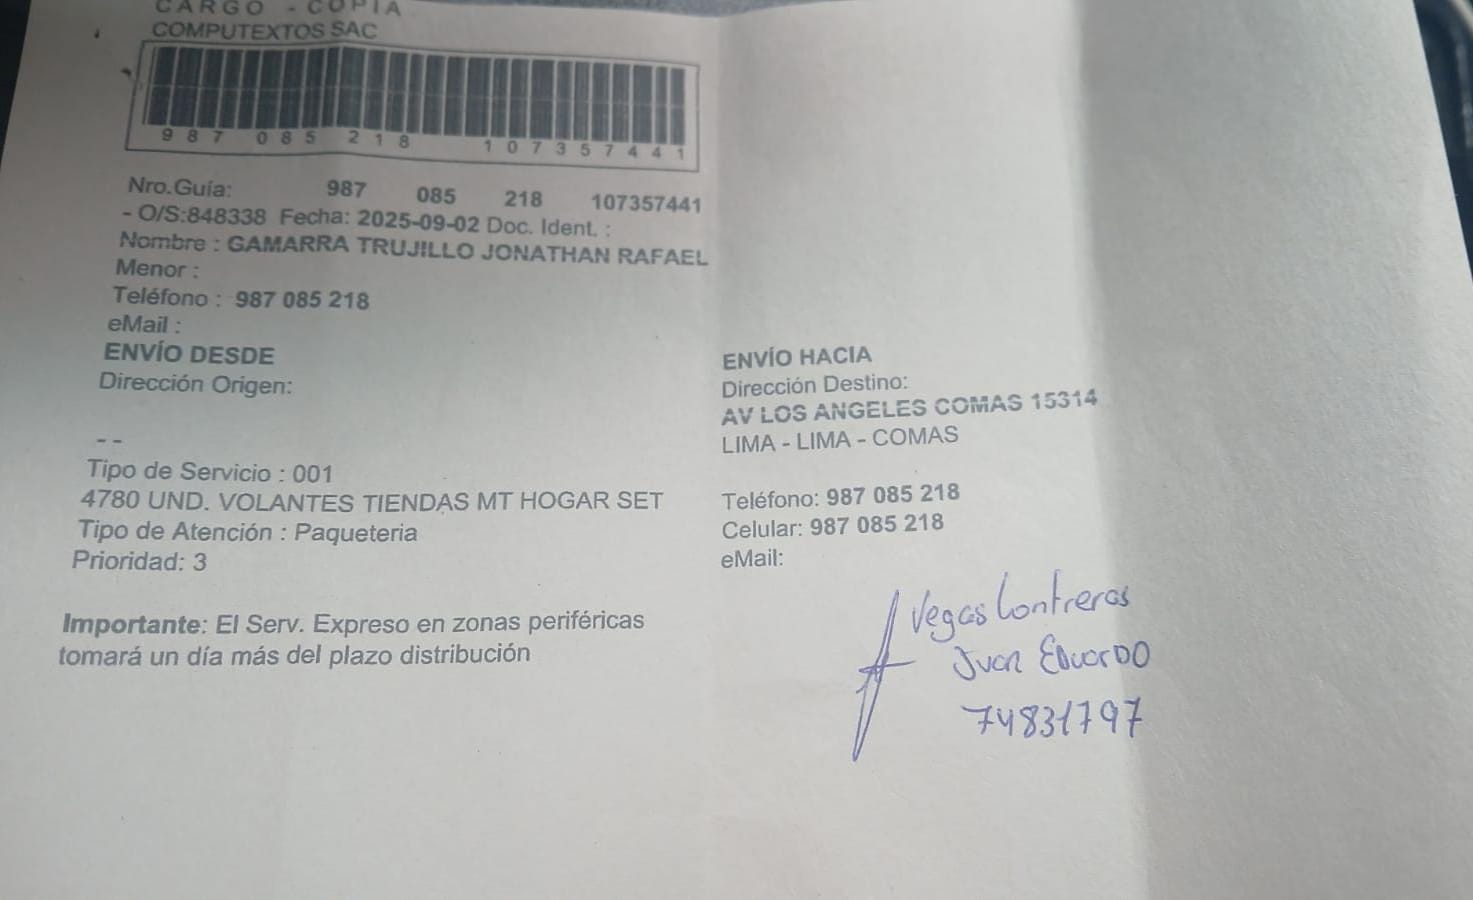 CARGO - COPIA
COMPUTEXTOS SAC
987 085 218 107357441
Nro.Guía: 987 085 218 107357441
- O/S:848338 Fecha: 2025-09-02 Doc. Ident. :
Nombre : GAMARRA TRUJILLO JONATHAN RAFAEL
Menor :
Teléfono : 987 085 218
eMail :
ENVÍO DESDE
Dirección Origen:
- -
Tipo de Servicio : 001
4780 UND. VOLANTES TIENDAS MT HOGAR SET
Tipo de Atención : Paqueteria
Prioridad: 3
Importante: El Serv. Expreso en zonas periféricas
tomará un día más del plazo distribución
ENVÍO HACIA
Dirección Destino:
AV LOS ANGELES COMAS 15314
LIMA - LIMA - COMAS
Teléfono: 987 085 218
Celular: 987 085 218
eMail:
Vegas Contreras
Juan Eduardo
74831797